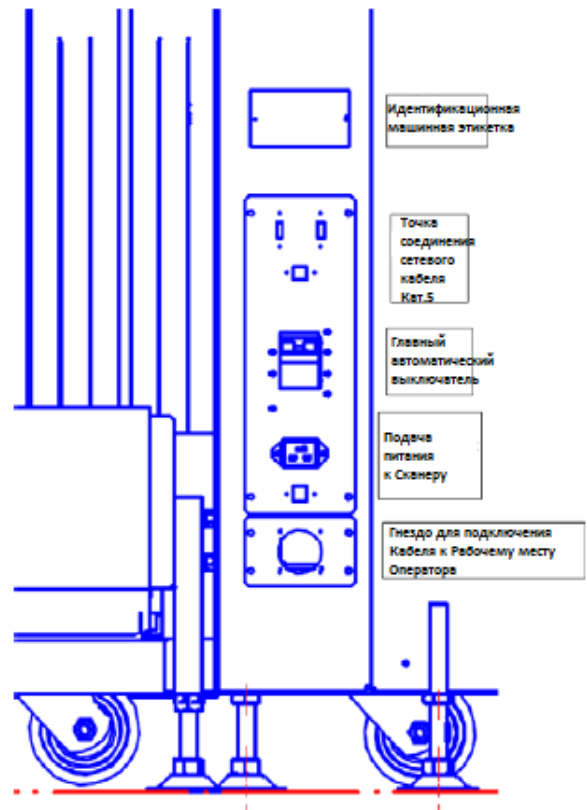 Идентификационная
машинная этикетка
Точка
соединения
сетевого
кабеля
Кат.5
Главный
автоматический
выключатель
Подача
питания
к Сканеру
Гнездо для подключения
Кабеля к Рабочему месту
Оператора